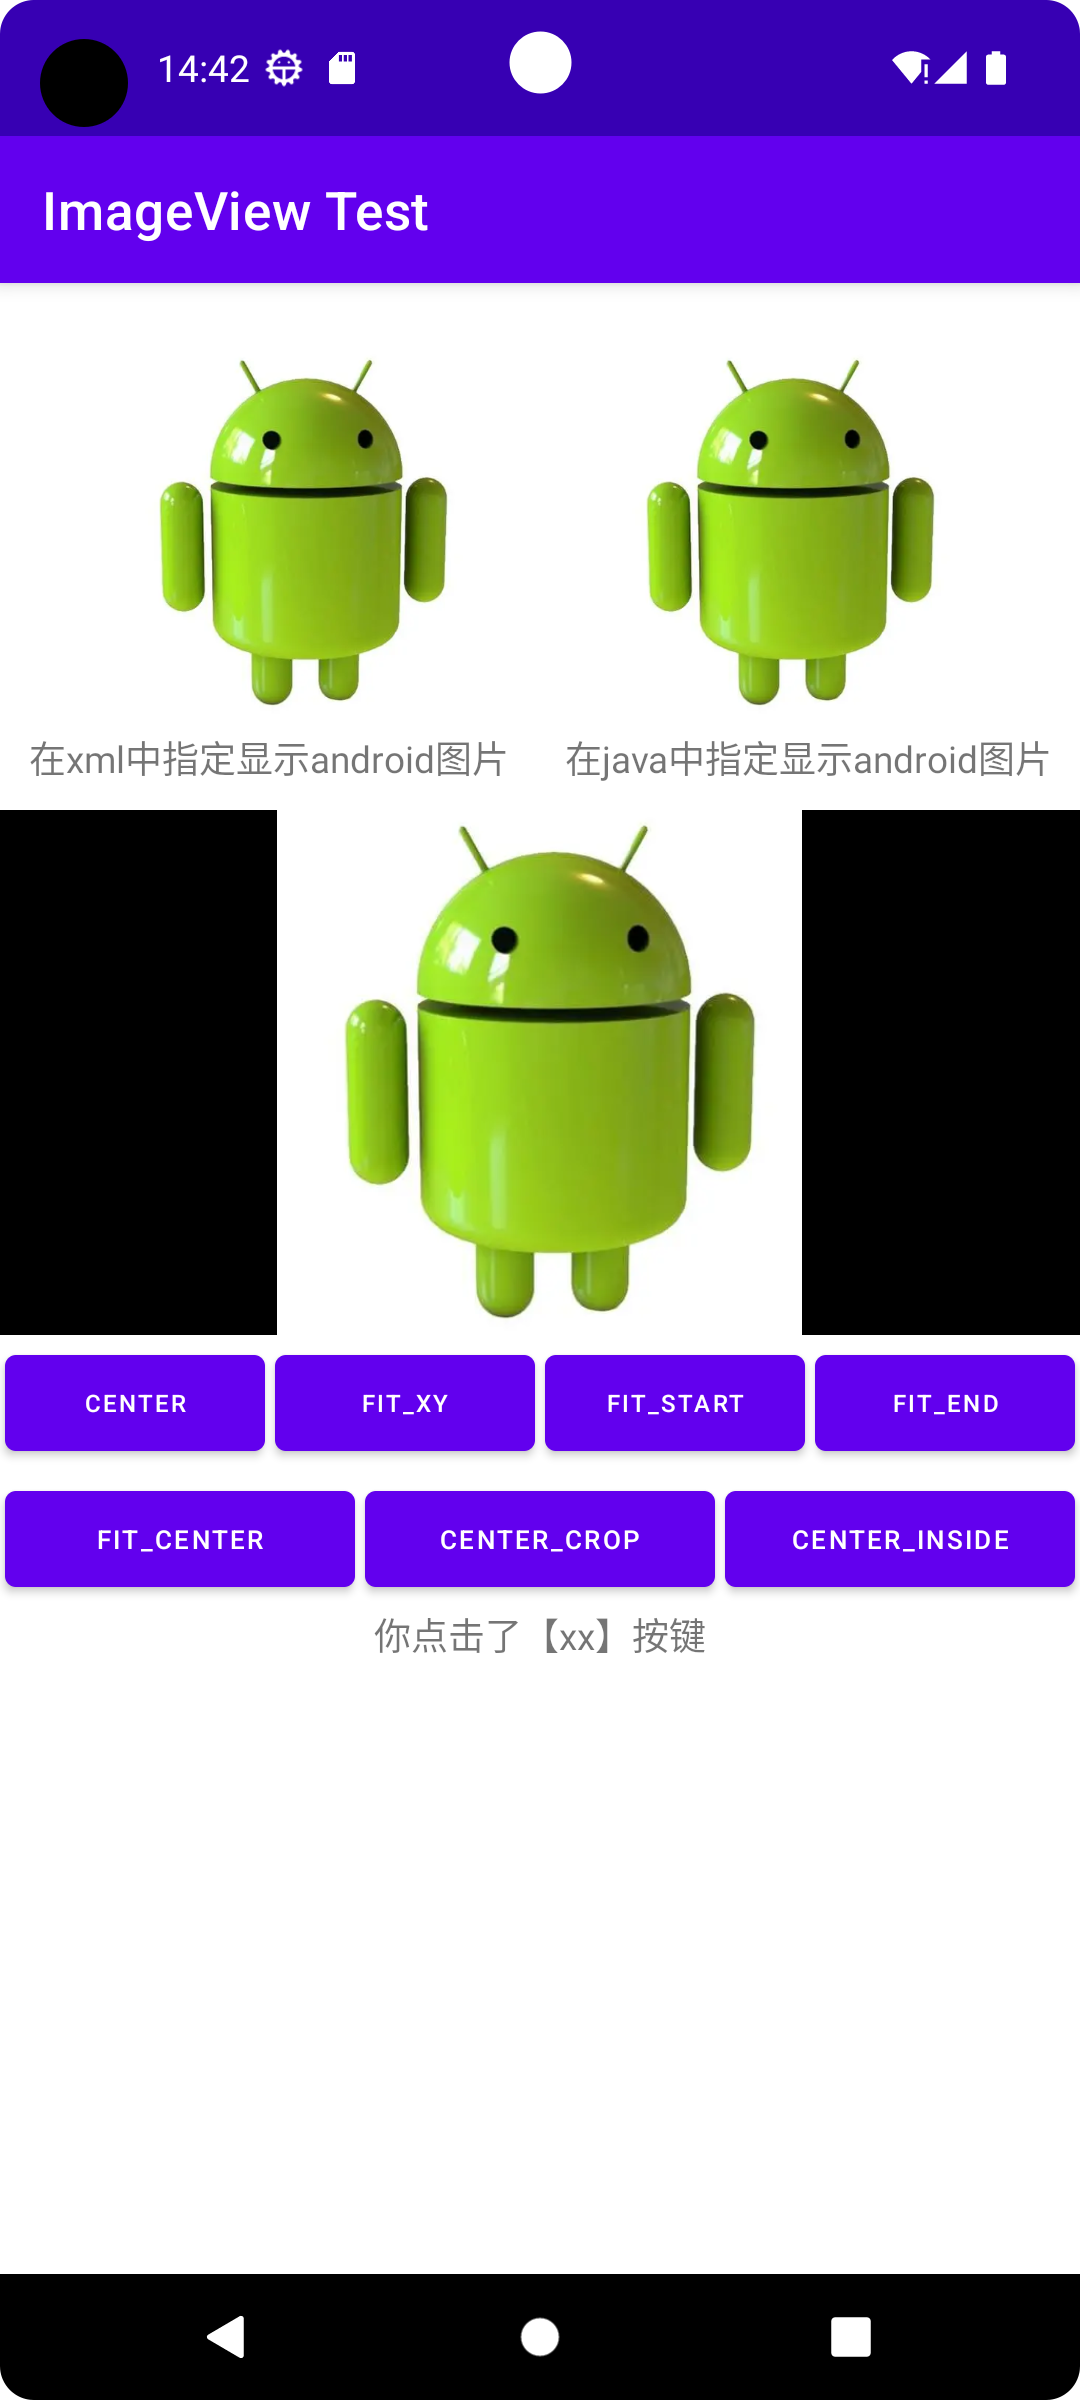 14:42
ImageView Test
在xml中指定显示android图片
在java中指定显示android图片
CENTER
FIT_XY
FIT_START
FIT_END
FIT_CENTER
CENTER_CROP
CENTER_INSIDE
你点击了【xx】按键